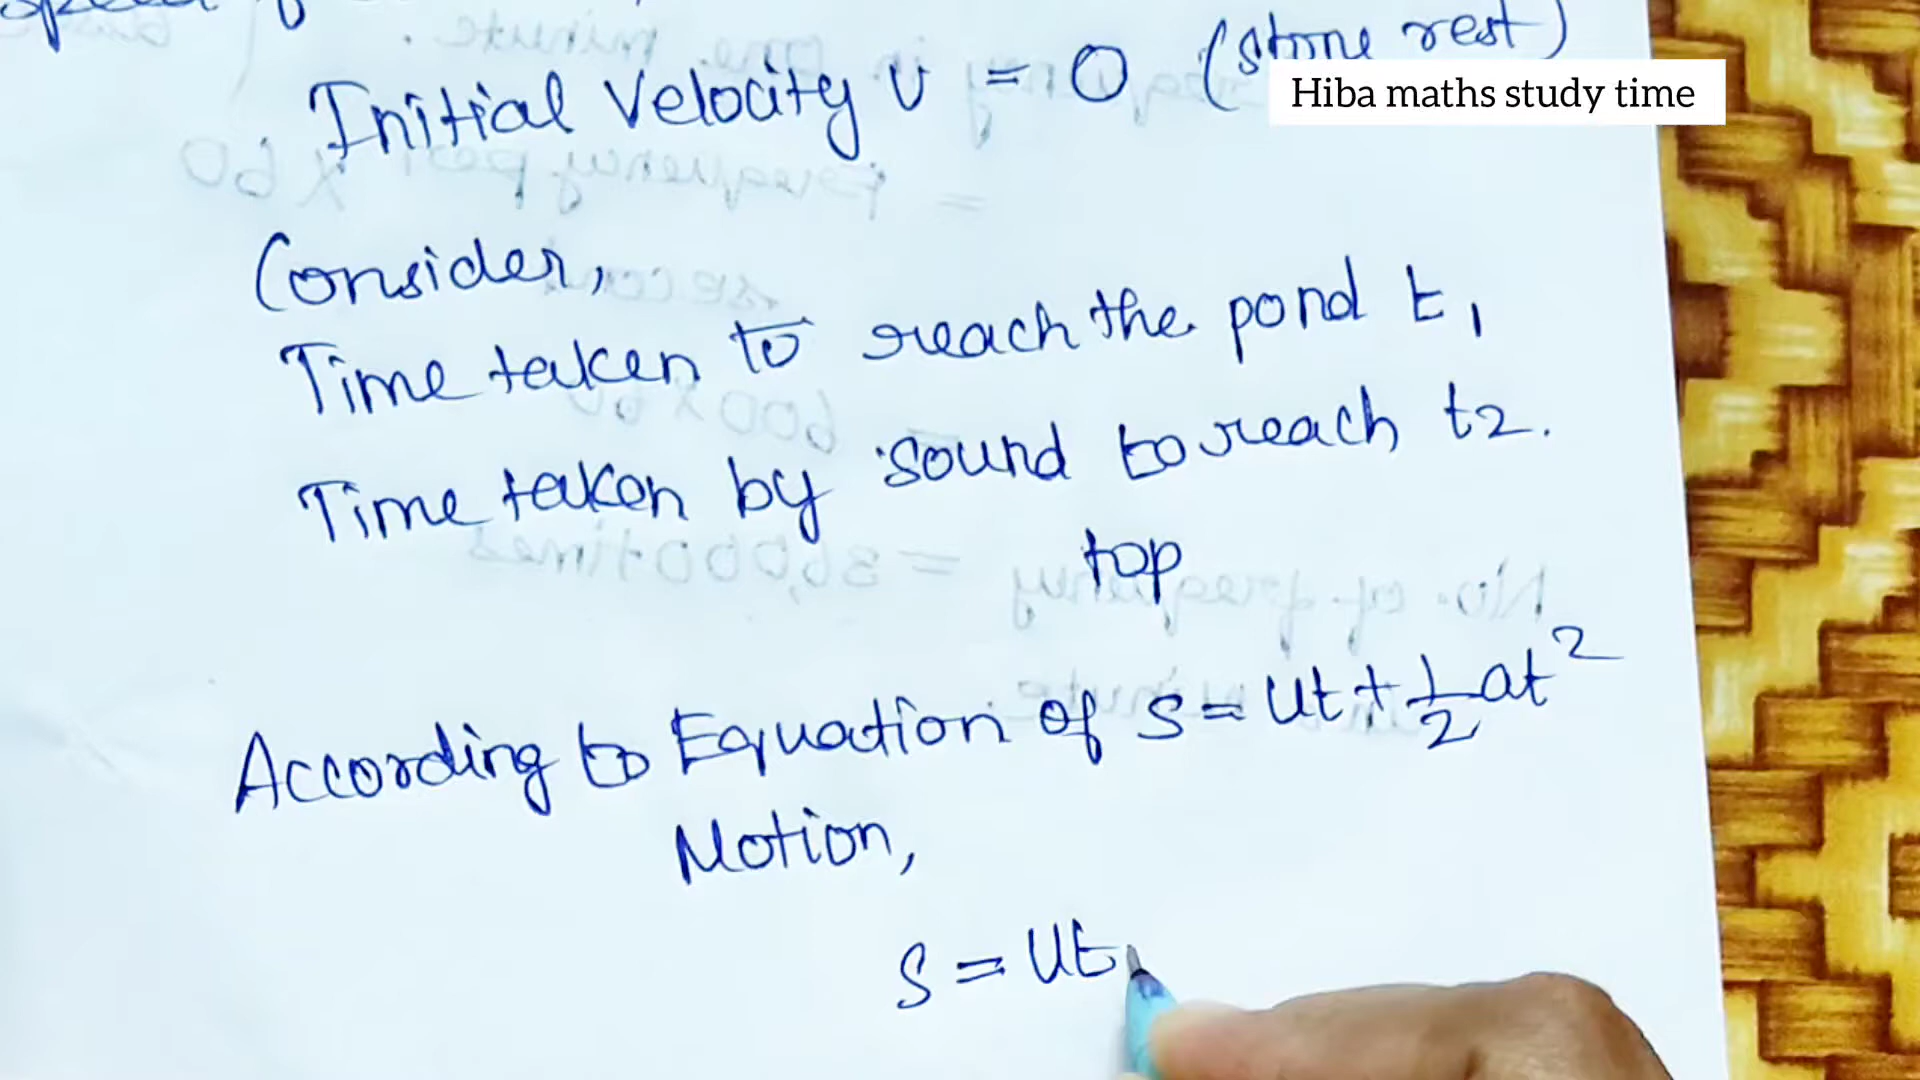 Initial Velocity u = 0 (stone rest)
Hiba maths study time
Consider,
Time taken to reach the pond t1
Time taken by sound to reach t2.
top
According to Equation of s = ut + 1/2 at²
Motion,
s = ut